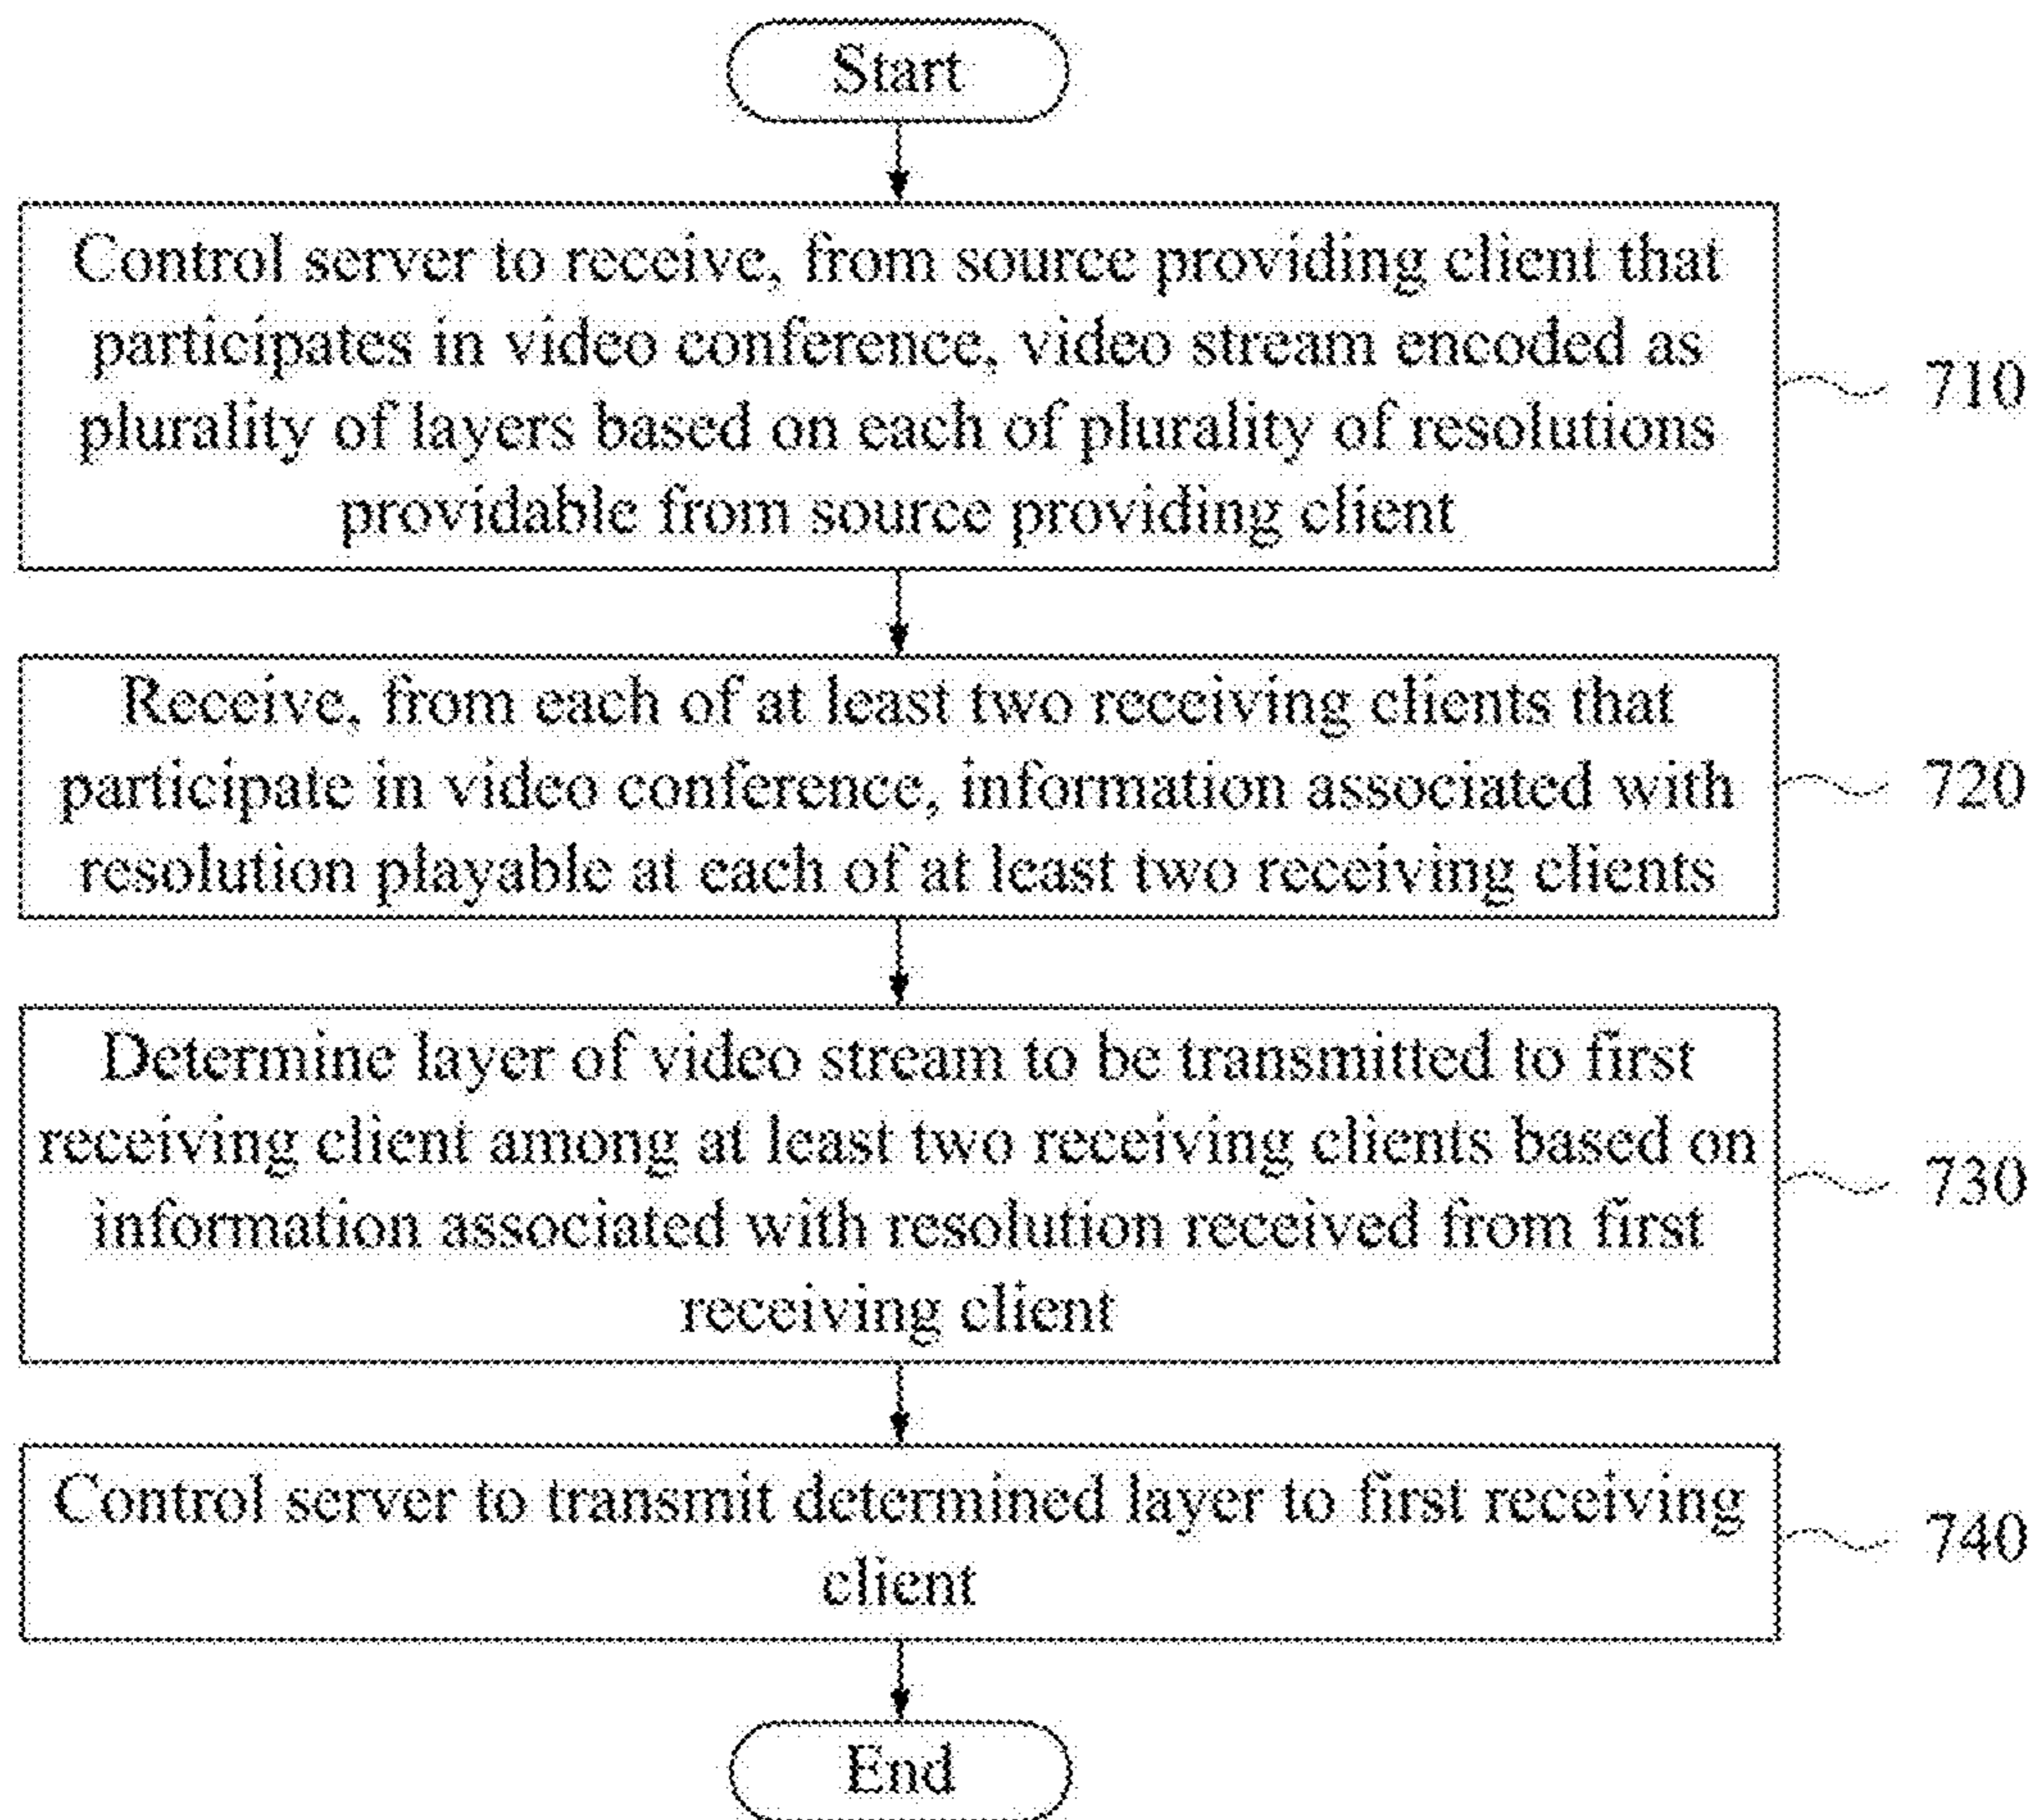 Start
Control server to receive, from source providing client that
participates in video conference, video stream encoded as
plurality of layers based on each of plurality of resolutions
providable from source providing client
710
Receive, from each of at least two receiving clients that
participate in video conference, information associated with
resolution playable at each of at least two receiving clients
720
Determine layer of video stream to be transmitted to first
receiving client among at least two receiving clients based on
information associated with resolution received from first
receiving client
730
Control server to transmit determined layer to first receiving
client
740
End